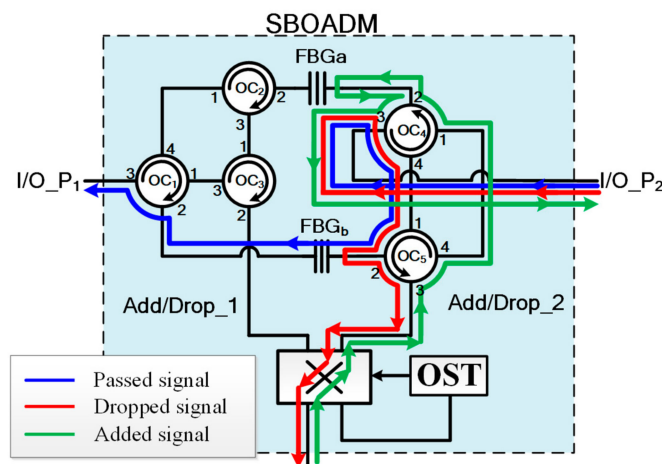 SBOADM
FBGa
1 OC2 2
3
2
3 OC4 1
4
4
I/O_P1 3 OC1 1 3 OC3 1 I/O_P2
2 2
FBGb
1
2 OC5 4
3
Add/Drop_1 Add/Drop_2
OST
Passed signal
Dropped signal
Added signal